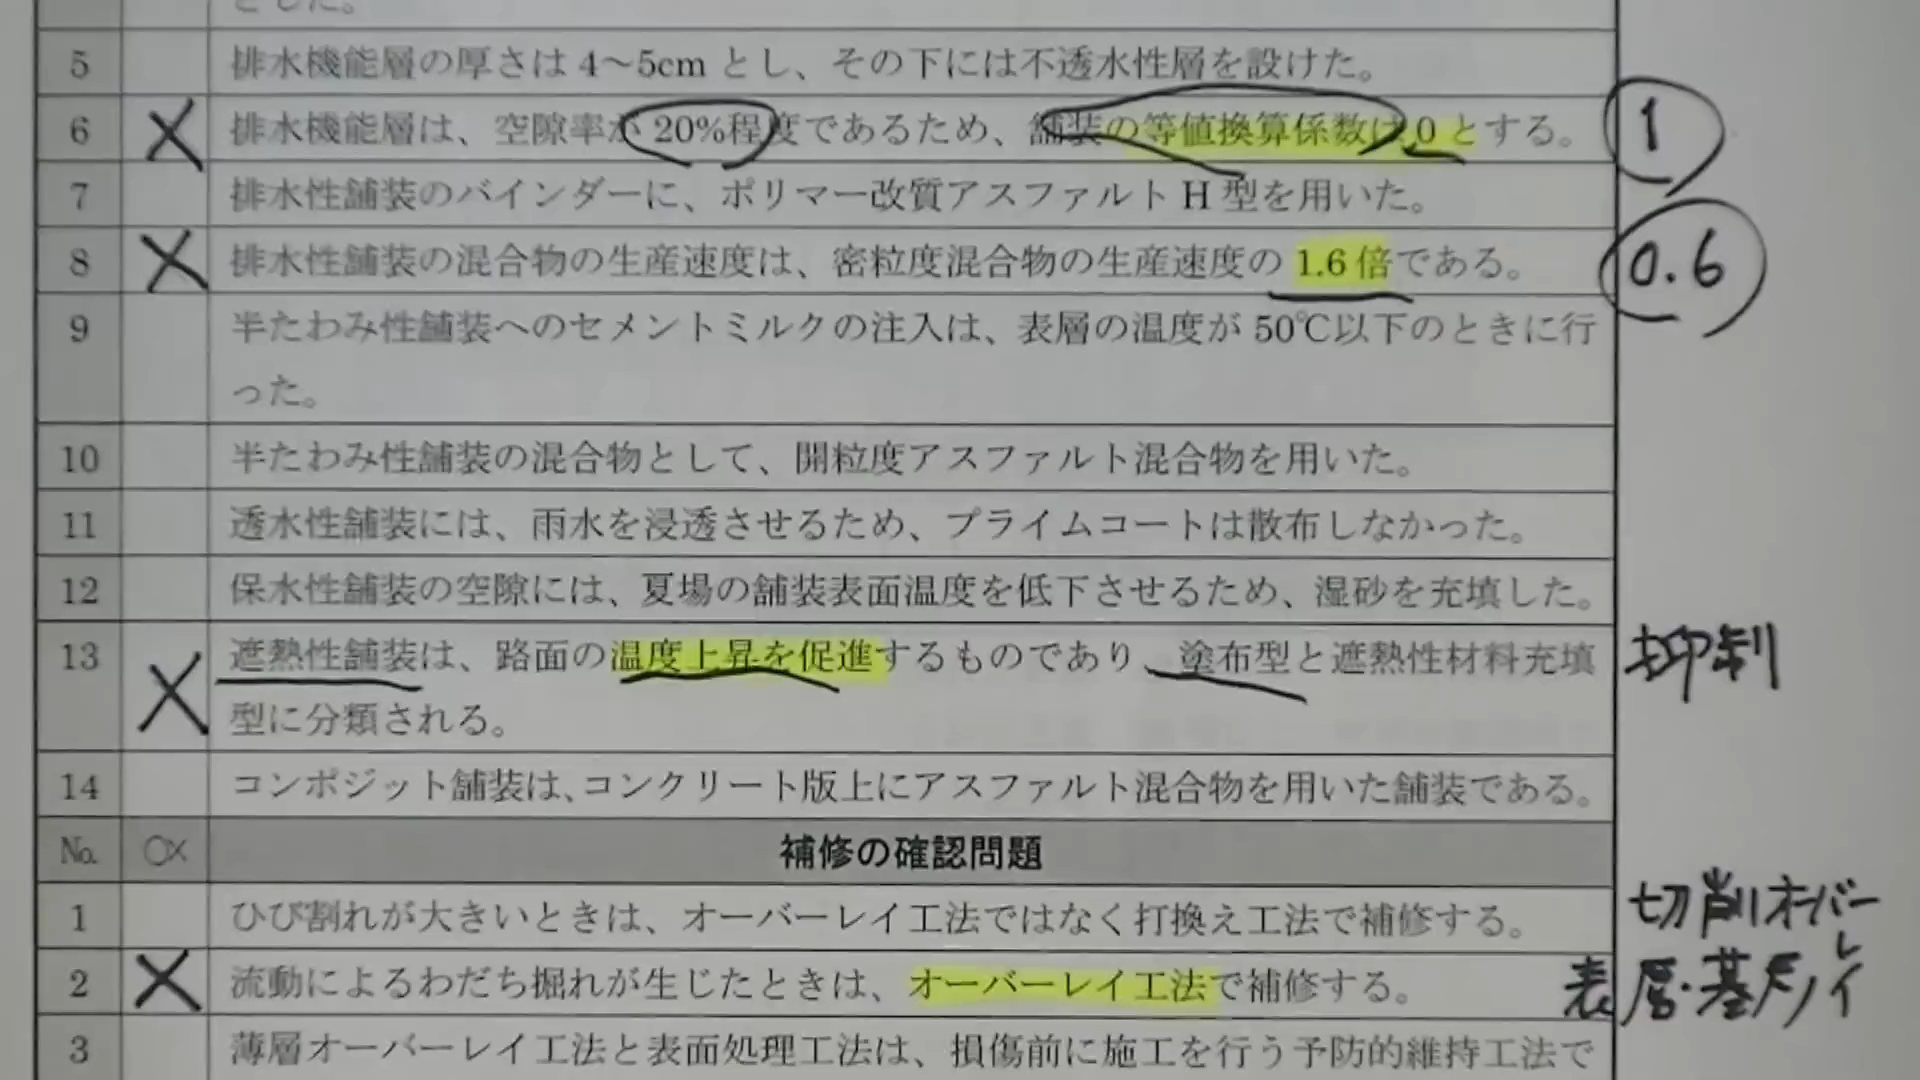 とした。
5 排水機能層の厚さは4〜5cmとし、その下には不透水性層を設けた。
6 × 排水機能層は、空隙率が20%程度であるため、舗装の等値換算係数は0とする。 1
7 排水性舗装のバインダーに、ポリマー改質アスファルトH型を用いた。
8 × 排水性舗装の混合物の生産速度は、密粒度混合物の生産速度の1.6倍である。 0.6
9 半たわみ性舗装へのセメントミルクの注入は、表層の温度が50℃以下のときに行
った。
10 半たわみ性舗装の混合物として、開粒度アスファルト混合物を用いた。
11 透水性舗装には、雨水を浸透させるため、プライムコートは散布しなかった。
12 保水性舗装の空隙には、夏場の舗装表面温度を低下させるため、湿砂を充填した。
13 × 遮熱性舗装は、路面の温度上昇を促進するものであり、塗布型と遮熱性材料充填 抑制
型に分類される。
14 コンポジット舗装は、コンクリート版上にアスファルト混合物を用いた舗装である。
No. ○× 補修の確認問題
1 ひび割れが大きいときは、オーバーレイ工法ではなく打換え工法で補修する。 切削オーバーレイ
2 × 流動によるわだち掘れが生じたときは、オーバーレイ工法で補修する。 表層・基層
3 薄層オーバーレイ工法と表面処理工法は、損傷前に施工を行う予防的維持工法で